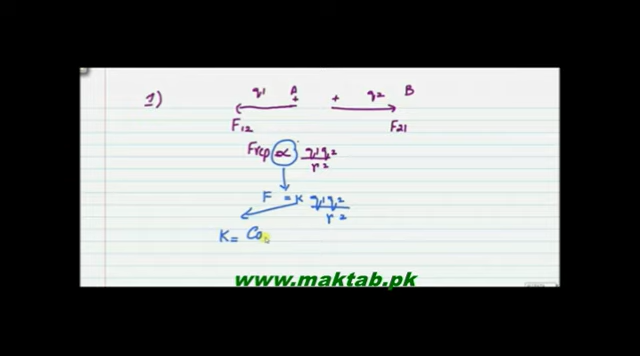 1) q1 A + + q2 B
F12 F21
Frep ∝ q1q2 / r2
F = K q1q2 / r2
K = Co
www.maktab.pk